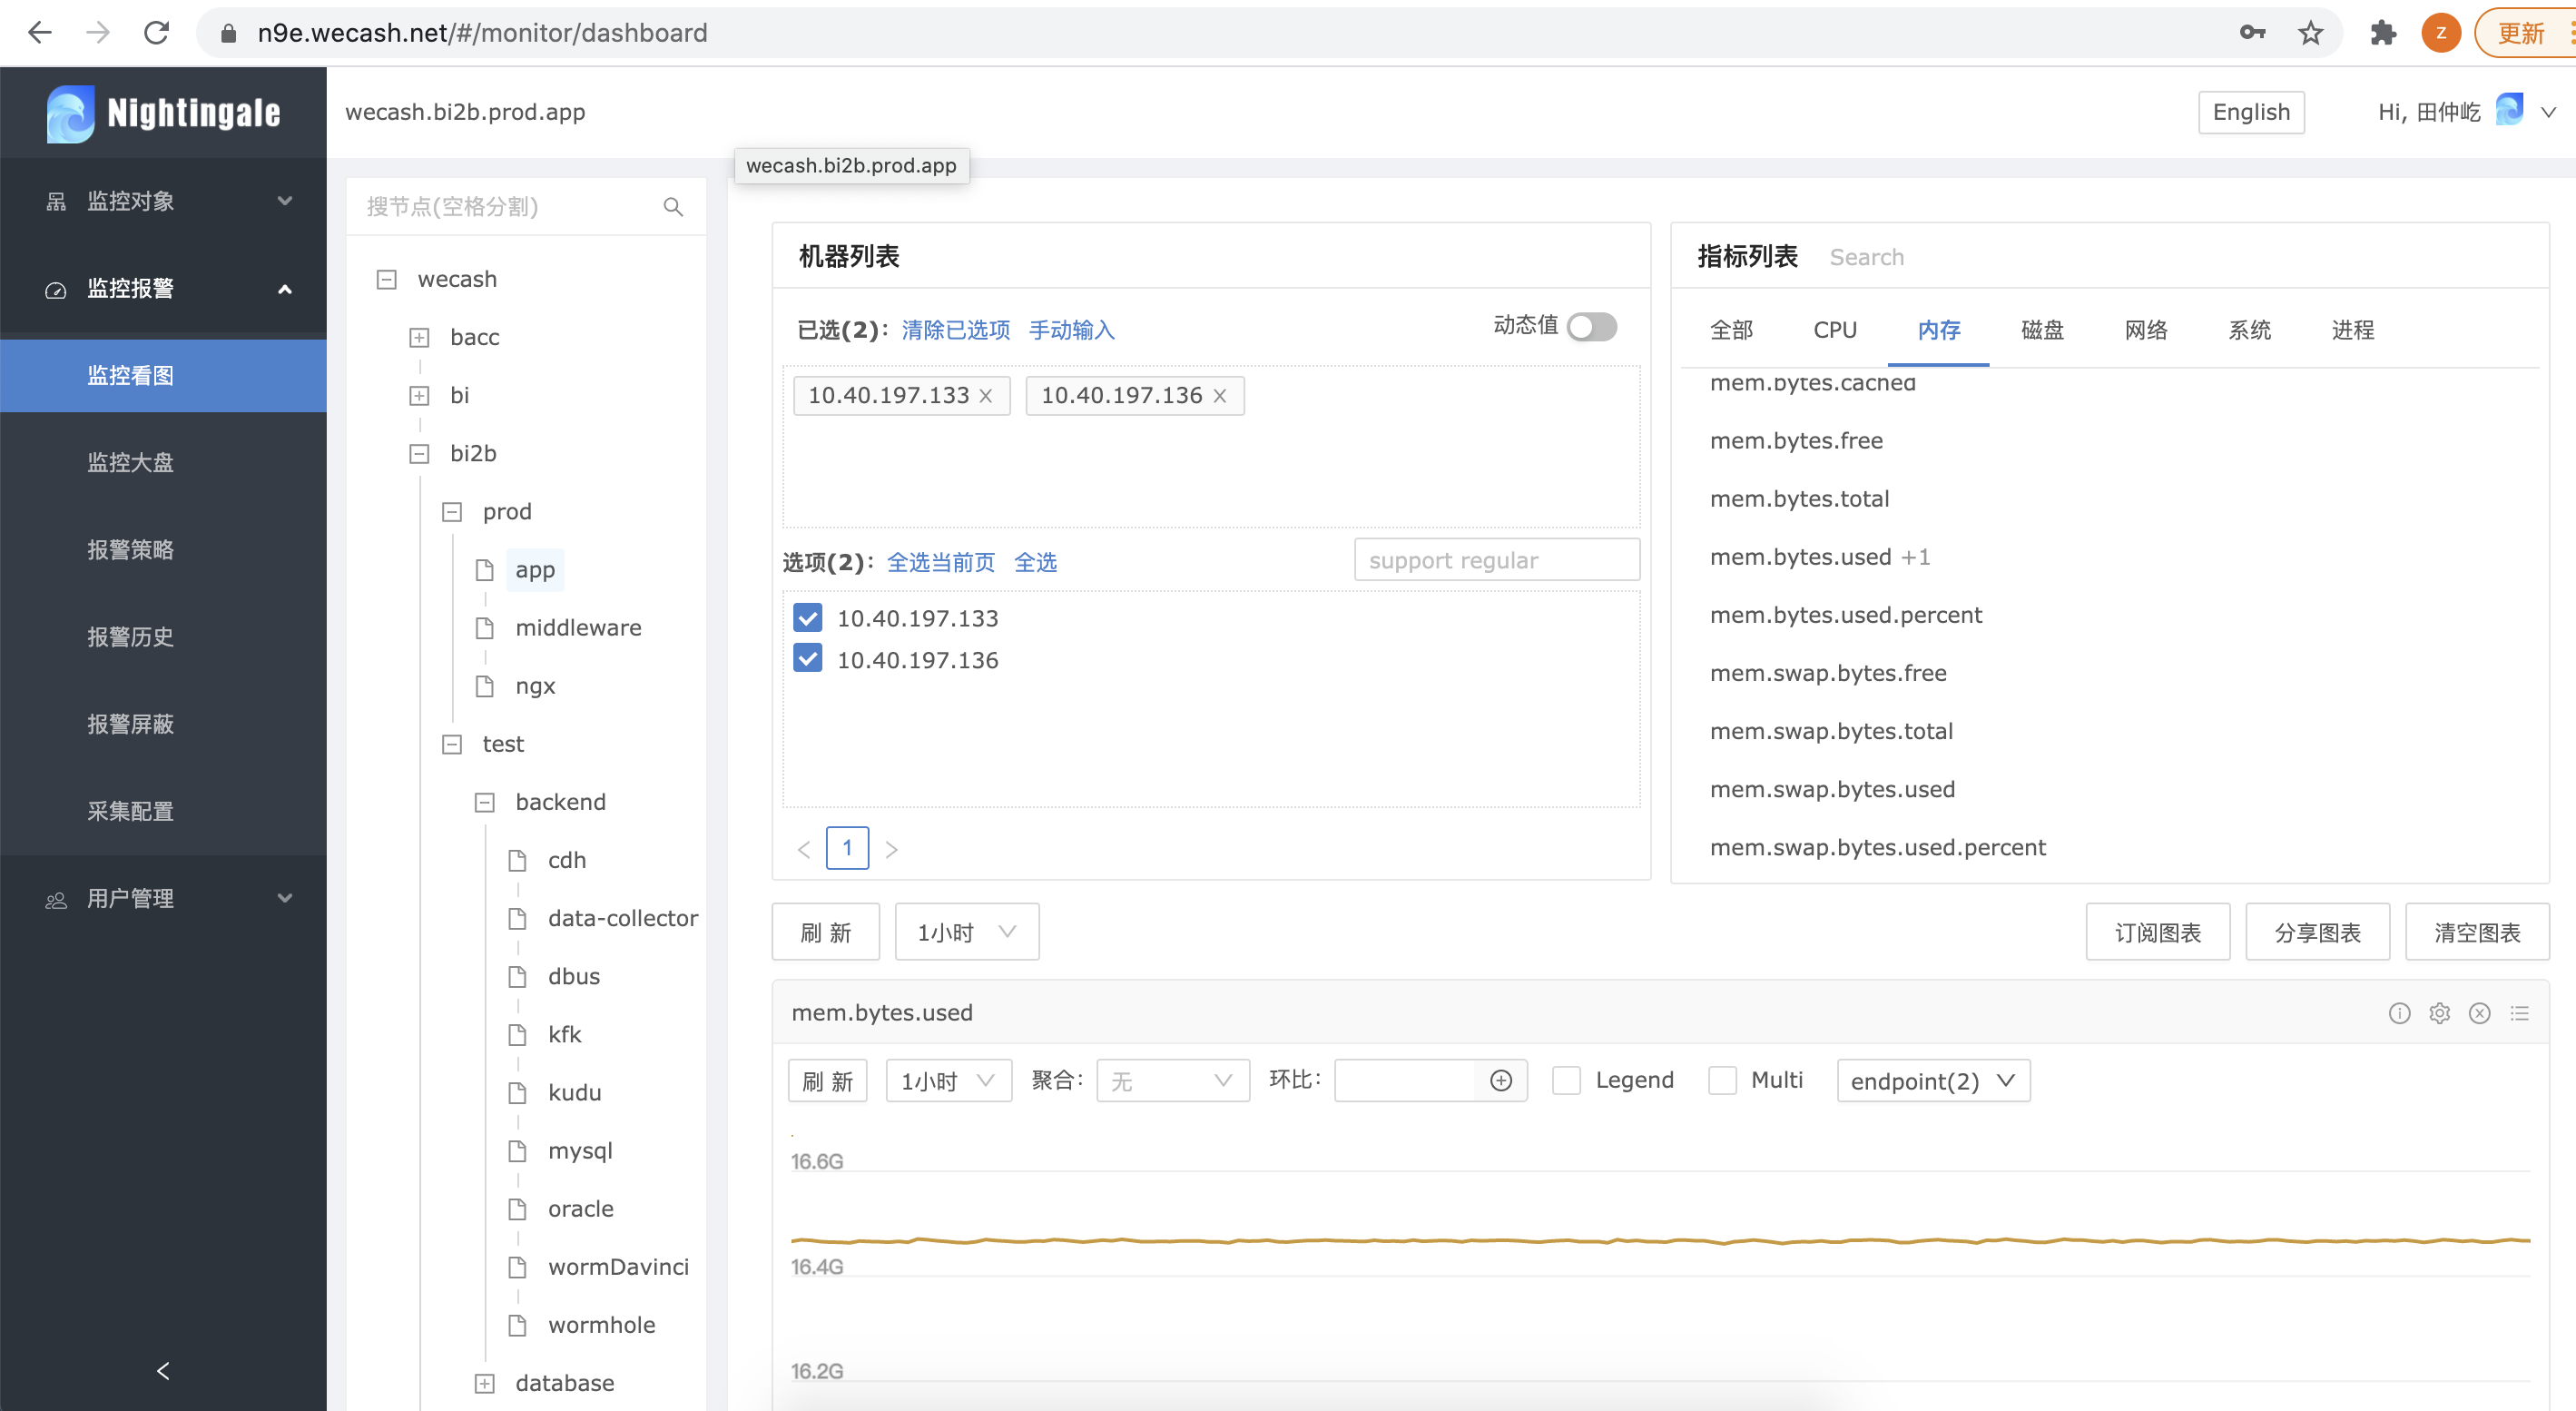 n9e.wecash.net/#/monitor/dashboard
Z
更新
Nightingale
wecash.bi2b.prod.app
English
Hi, 田仲屹
wecash.bi2b.prod.app
监控对象
监控报警
监控看图
监控大盘
报警策略
报警历史
报警屏蔽
采集配置
用户管理
搜节点(空格分割)
wecash
bacc
bi
bi2b
prod
app
middleware
ngx
test
backend
cdh
data-collector
dbus
kfk
kudu
mysql
oracle
wormDavinci
wormhole
database
机器列表
已选(2)： 清除已选项 手动输入
动态值
10.40.197.133
10.40.197.136
选项(2)： 全选当前页 全选
support regular
10.40.197.133
10.40.197.136
1
指标列表 Search
全部 CPU 内存 磁盘 网络 系统 进程
mem.bytes.cached
mem.bytes.free
mem.bytes.total
mem.bytes.used +1
mem.bytes.used.percent
mem.swap.bytes.free
mem.swap.bytes.total
mem.swap.bytes.used
mem.swap.bytes.used.percent
刷 新 1小时
订阅图表 分享图表 清空图表
mem.bytes.used
刷 新 1小时 聚合： 无 环比： Legend Multi endpoint(2)
16.6G
16.4G
16.2G